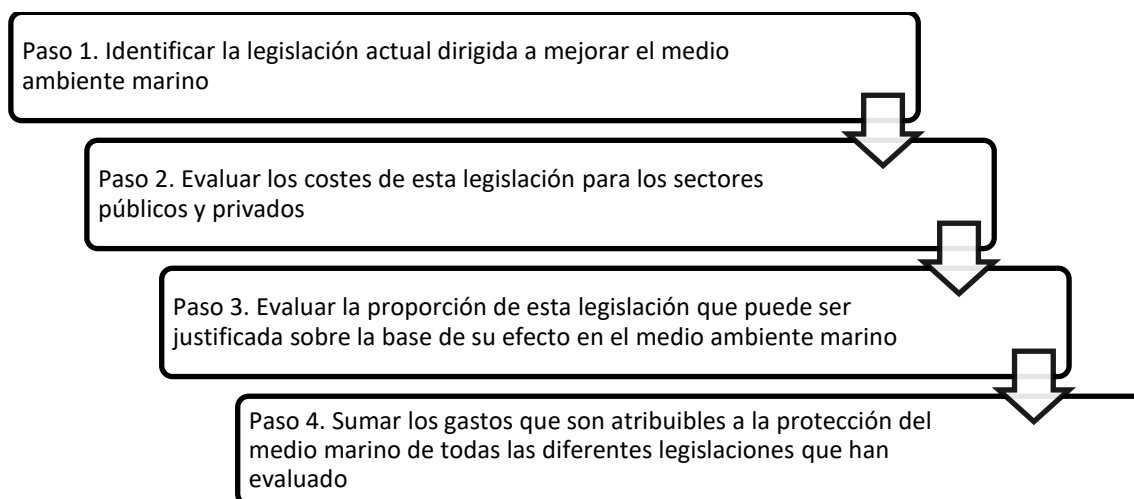 Paso 1. Identificar la legislación actual dirigida a mejorar el medio
ambiente marino
Paso 2. Evaluar los costes de esta legislación para los sectores
públicos y privados
Paso 3. Evaluar la proporción de esta legislación que puede ser
justificada sobre la base de su efecto en el medio ambiente marino
Paso 4. Sumar los gastos que son atribuibles a la protección del
medio marino de todas las diferentes legislaciones que han
evaluado